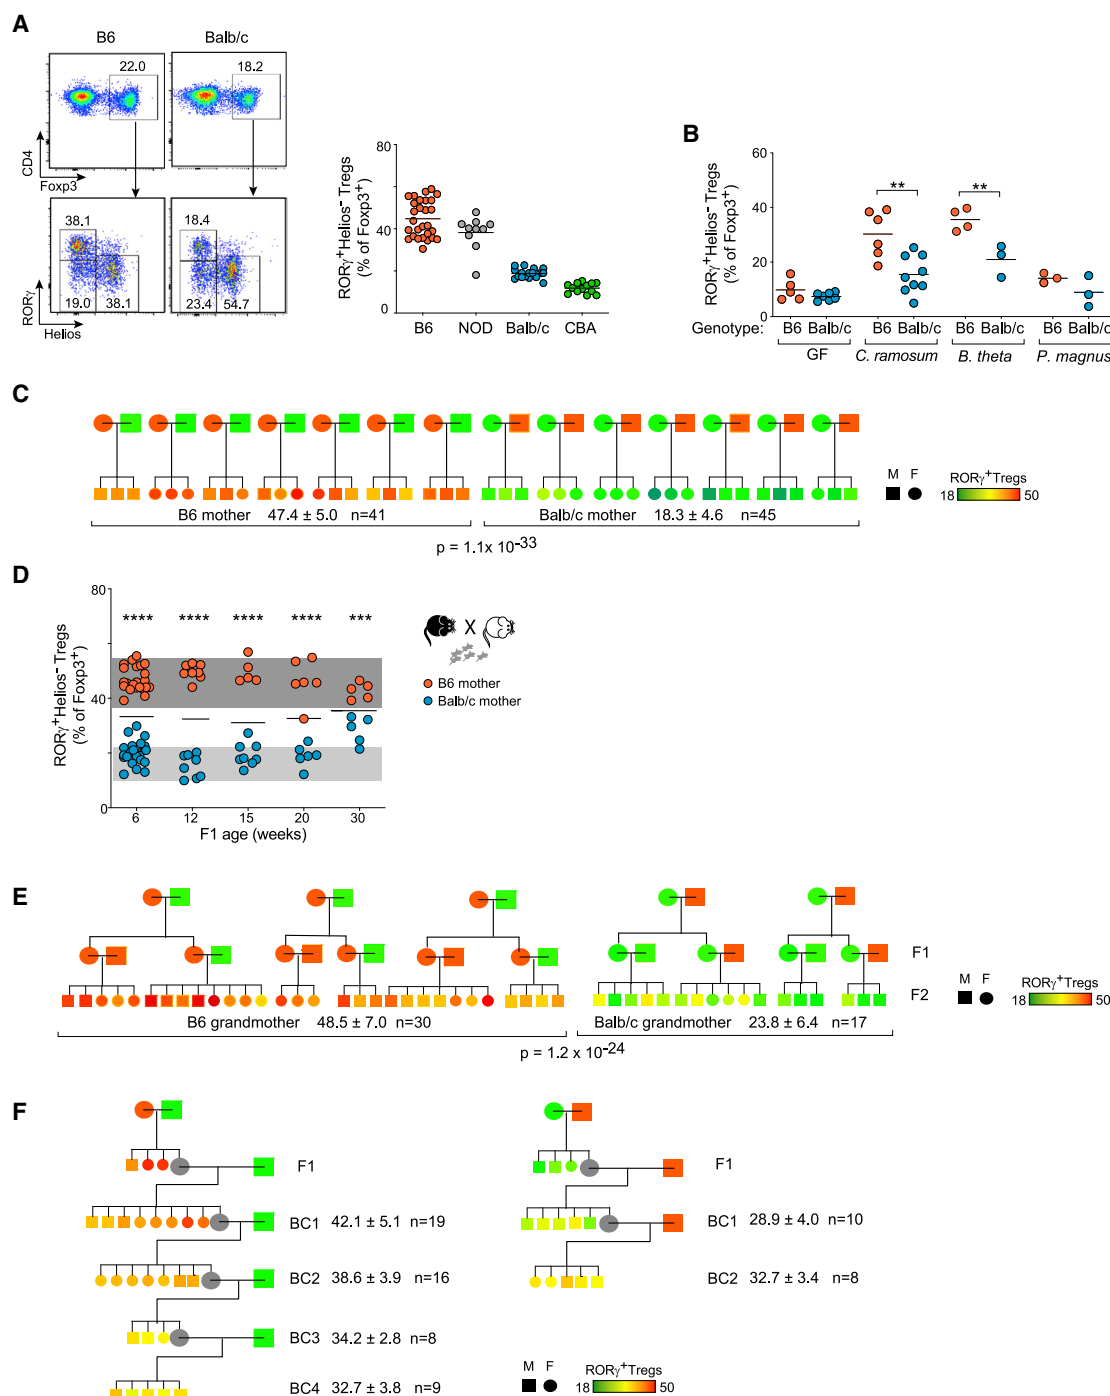 A
B6
Balb/c
22.0
18.2
CD4
Foxp3
38.1
18.4
19.0
38.1
23.4
54.7
RORγ
Helios
RORγ+Helios- Tregs
(% of Foxp3+)
80
40
0
B6
NOD
Balb/c
CBA
B
RORγ+Helios- Tregs
(% of Foxp3+)
60
40
20
0
**
**
Genotype:
B6 Balb/c
B6 Balb/c
B6 Balb/c
B6 Balb/c
GF
C. ramosum
B. theta
P. magnus
C
B6 mother 47.4 ± 5.0 n=41
Balb/c mother 18.3 ± 4.6 n=45
p = 1.1x 10-33
M F
RORγ+Tregs
18
50
D
RORγ+Helios- Tregs
(% of Foxp3+)
80
40
0
****
****
****
****
***
6
12
15
20
30
F1 age (weeks)
X
B6 mother
Balb/c mother
E
F1
F2
B6 grandmother 48.5 ± 7.0 n=30
Balb/c grandmother 23.8 ± 6.4 n=17
p = 1.2 x 10-24
M F
RORγ+Tregs
18
50
F
F1
BC1 42.1 ± 5.1 n=19
BC2 38.6 ± 3.9 n=16
BC3 34.2 ± 2.8 n=8
BC4 32.7 ± 3.8 n=9
F1
BC1 28.9 ± 4.0 n=10
BC2 32.7 ± 3.4 n=8
M F
RORγ+Tregs
18
50